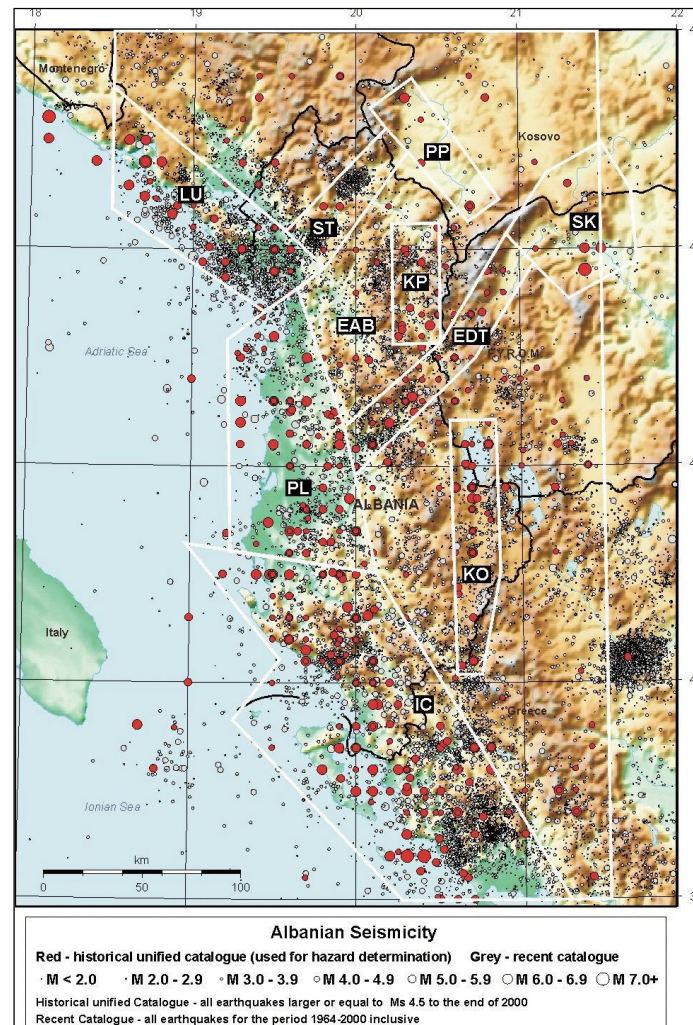 18 19 20 21 22
4
Montenegro
Kosovo
PP
LU
SK
ST
KP
EAB
EDT
Adriatic Sea
F.Y.R.O.M.
PL
ALBANIA
4
KO
Italy
4
IC
Greece
Ionian Sea
km
0 50 100
3
Albanian Seismicity
Red - historical unified catalogue (used for hazard determination) Grey - recent catalogue
M < 2.0 M 2.0 - 2.9 M 3.0 - 3.9 M 4.0 - 4.9 M 5.0 - 5.9 M 6.0 - 6.9 M 7.0+
Historical unified Catalogue - all earthquakes larger or equal to Ms 4.5 to the end of 2000
Recent Catalogue - all earthquakes for the period 1964-2000 inclusive